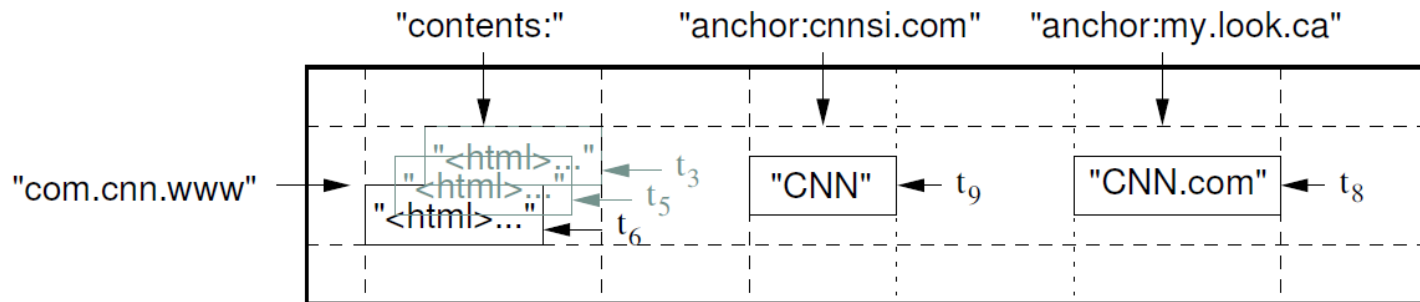 "contents:" "anchor:cnnsi.com" "anchor:my.look.ca"
"<html>..." t3
"com.cnn.www" "<html>..." t5 "CNN" t9 "CNN.com" t8
"<html>..." t6